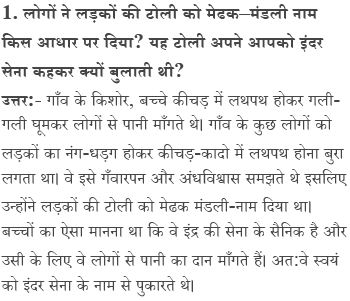 1. लोगों ने लड़कों की टोली को मेढक–मंडली नाम
किस आधार पर दिया? यह टोली अपने आपको इंदर
सेना कहकर क्यों बुलाती थी?
उत्तर:- गाँव के किशोर, बच्चे कीचड़ में लथपथ होकर गली-
गली घूमकर लोगों से पानी माँगते थे। गाँव के कुछ लोगों को
लड़कों का नंग-धड़ग होकर कीचड़-कादो में लथपथ होना बुरा
लगता था। वे इसे गँवारपन और अंधविश्वास समझते थे इसलिए
उन्होंने लड़कों की टोली को मेढक मंडली-नाम दिया था।
बच्चों का ऐसा मानना था कि वे इंद्र की सेना के सैनिक है और
उसी के लिए वे लोगों से पानी का दान माँगते हैं। अत:वे स्वयं
को इंदर सेना के नाम से पुकारते थे।